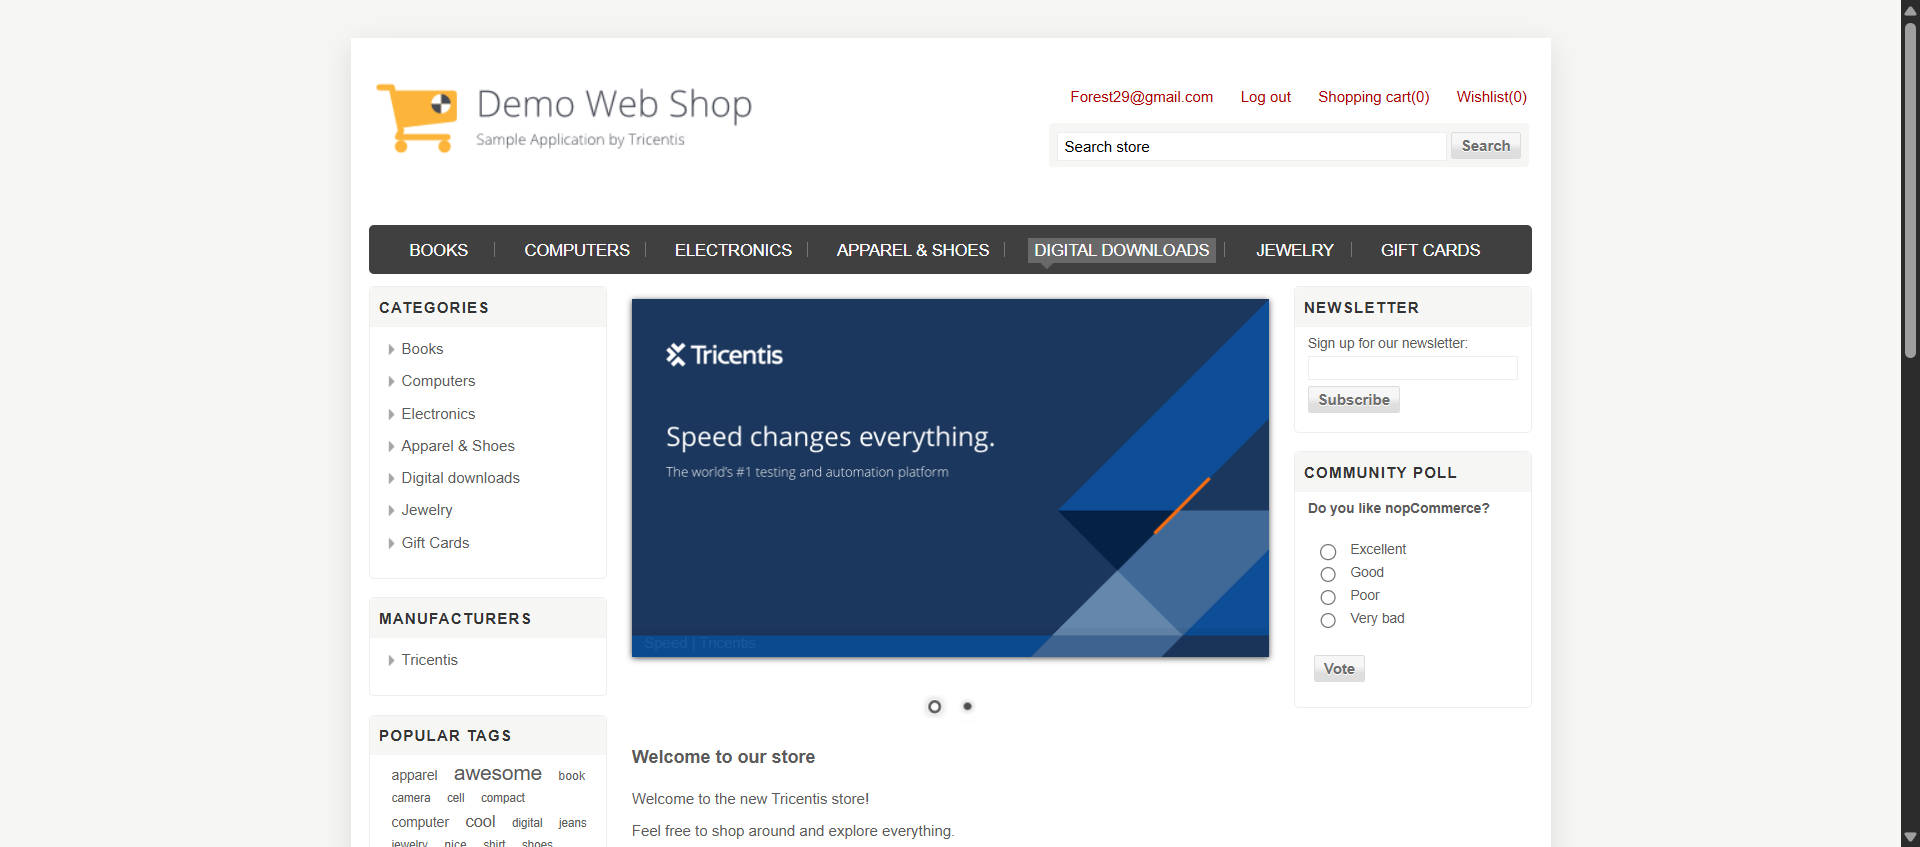 Demo Web Shop
Sample Application by Tricentis
Forest29@gmail.com Log out Shopping cart(0) Wishlist(0)
Search store Search
BOOKS COMPUTERS ELECTRONICS APPAREL & SHOES DIGITAL DOWNLOADS JEWELRY GIFT CARDS
CATEGORIES
Books
Computers
Electronics
Apparel & Shoes
Digital downloads
Jewelry
Gift Cards
MANUFACTURERS
Tricentis
POPULAR TAGS
apparel awesome book
camera cell compact
computer cool digital jeans
jewelry nice shirt shoes
Tricentis
Speed changes everything.
The world's #1 testing and automation platform
Speed | Tricentis
Welcome to our store
Welcome to the new Tricentis store!
Feel free to shop around and explore everything.
NEWSLETTER
Sign up for our newsletter:
Subscribe
COMMUNITY POLL
Do you like nopCommerce?
Excellent
Good
Poor
Very bad
Vote